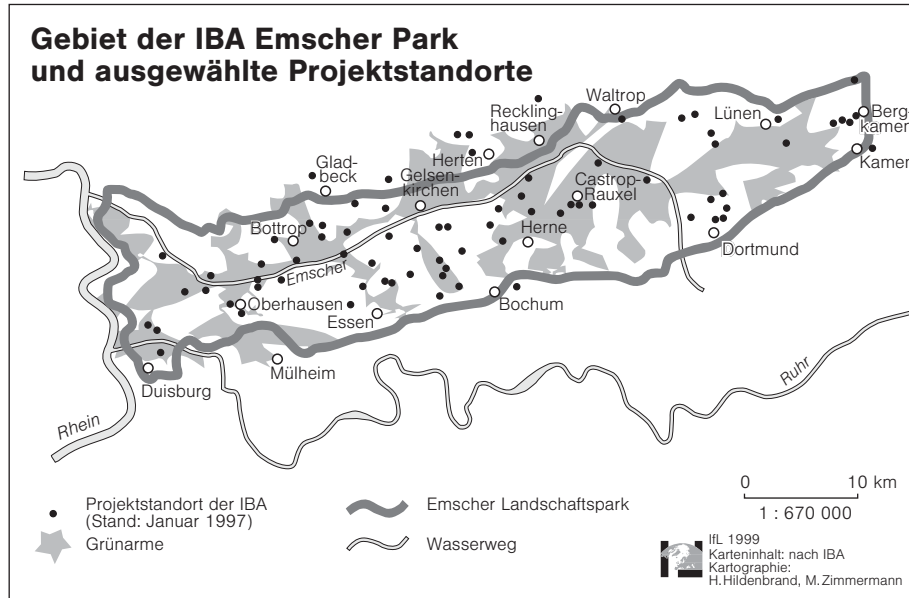 Gebiet der IBA Emscher Park
und ausgewählte Projektstandorte
Waltrop
Reckling-
hausen
Lünen
Berg-
kamen
Kamen
Herten
Glad-
beck
Gelsen-
kirchen
Castrop-
Rauxel
Bottrop
Herne
Dortmund
Emscher
Oberhausen
Essen
Bochum
Mülheim
Duisburg
Ruhr
Rhein
0 10 km
1 : 670 000
Projektstandort der IBA
(Stand: Januar 1997)
Grünarme
Emscher Landschaftspark
Wasserweg
IfL 1999
Karteninhalt: nach IBA
Kartographie:
H.Hildenbrand, M.Zimmermann